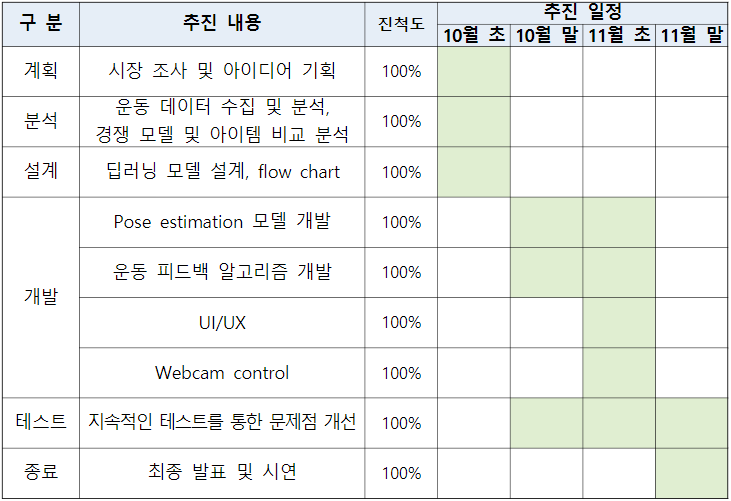 구 분 추진 내용 진척도 추진 일정
10월 초 10월 말 11월 초 11월 말
계획 시장 조사 및 아이디어 기획 100%
분석 운동 데이터 수집 및 분석, 100%
경쟁 모델 및 아이템 비교 분석
설계 딥러닝 모델 설계, flow chart 100%
개발 Pose estimation 모델 개발 100%
운동 피드백 알고리즘 개발 100%
UI/UX 100%
Webcam control 100%
테스트 지속적인 테스트를 통한 문제점 개선 100%
종료 최종 발표 및 시연 100%